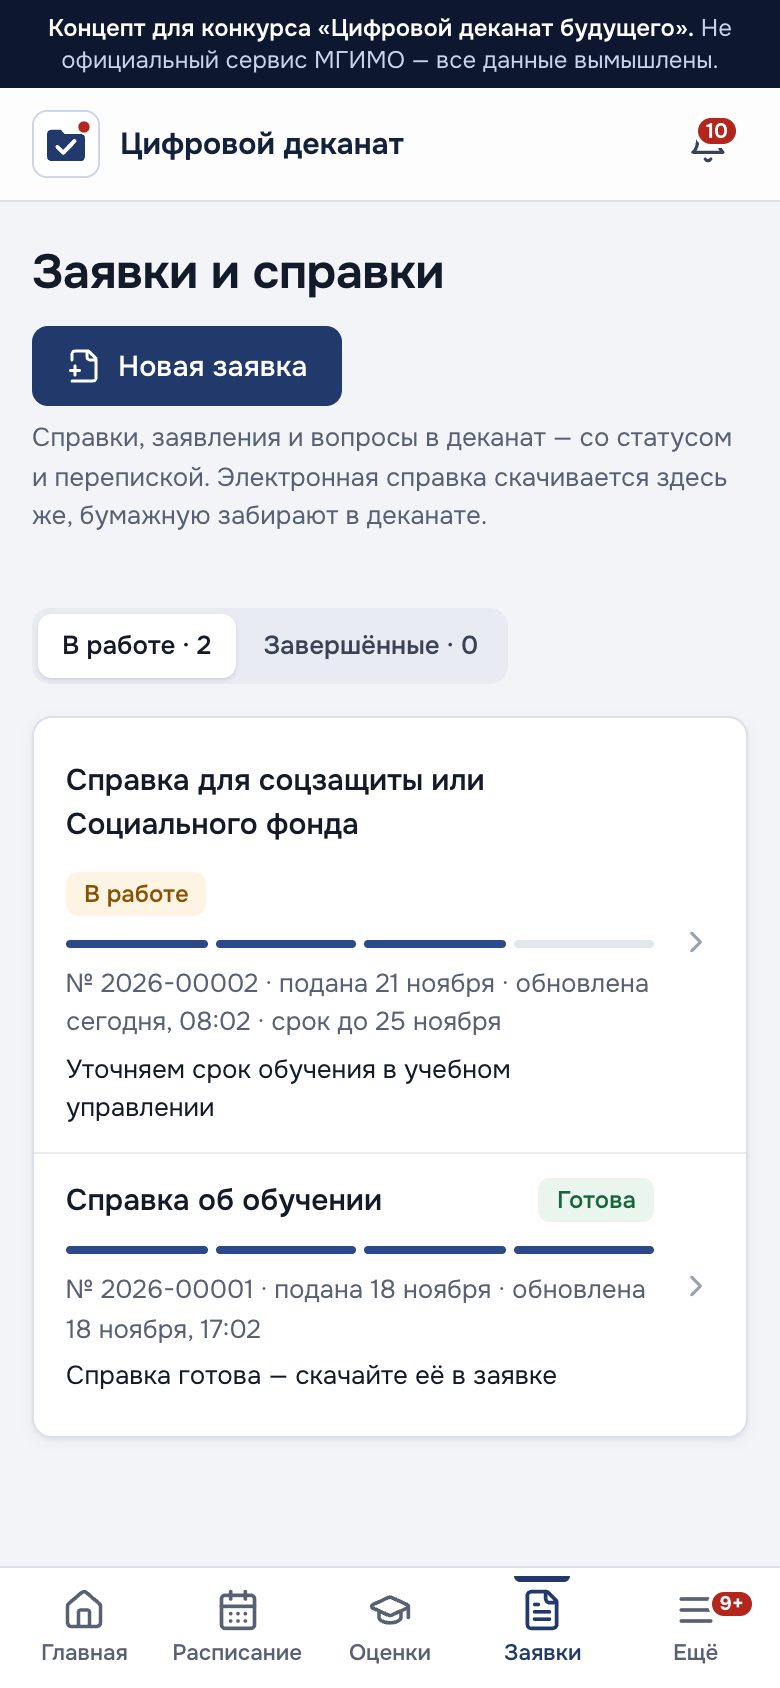 Концепт для конкурса «Цифровой деканат будущего». Не
официальный сервис МГИМО — все данные вымышлены.
Цифровой деканат
10
Заявки и справки
Новая заявка
Справки, заявления и вопросы в деканат — со статусом
и перепиской. Электронная справка скачивается здесь
же, бумажную забирают в деканате.
В работе · 2
Завершённые · 0
Справка для соцзащиты или
Социального фонда
В работе
№ 2026-00002 · подана 21 ноября · обновлена
сегодня, 08:02 · срок до 25 ноября
Уточняем срок обучения в учебном
управлении
Справка об обучении
Готова
№ 2026-00001 · подана 18 ноября · обновлена
18 ноября, 17:02
Справка готова — скачайте её в заявке
Главная
Расписание
Оценки
Заявки
9+
Ещё